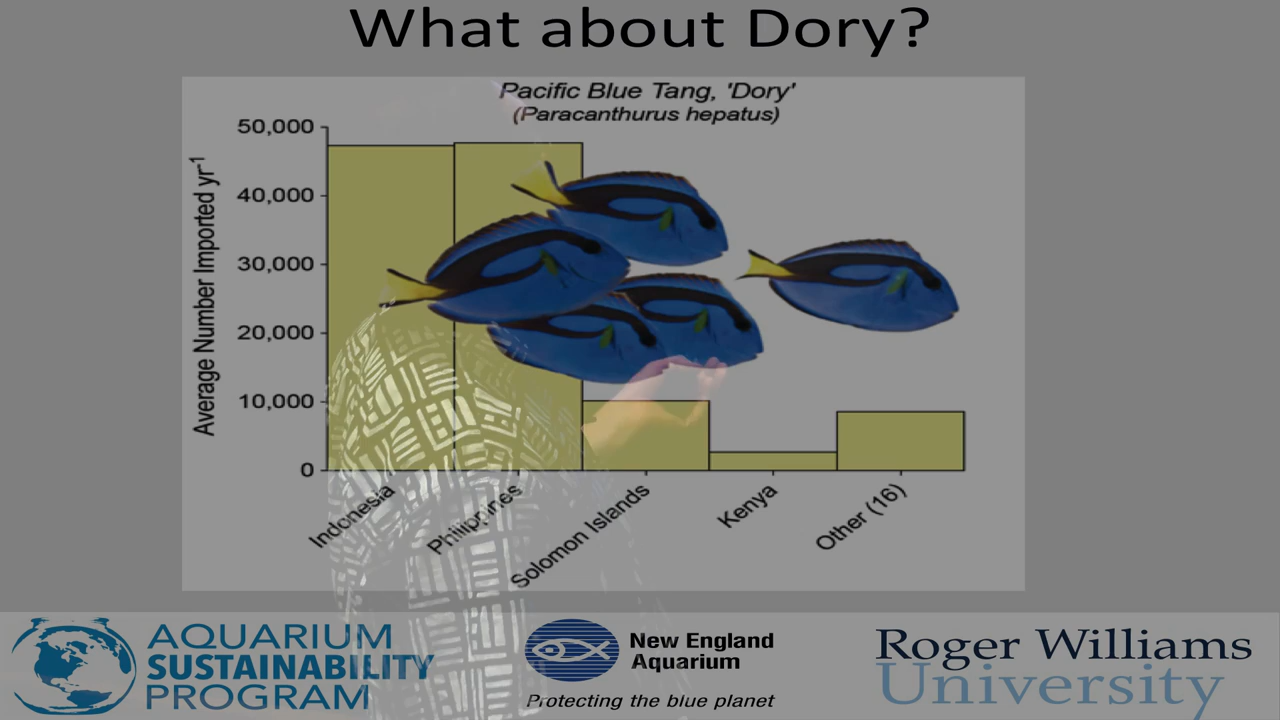 What about Dory?
Pacific Blue Tang, 'Dory'
(Paracanthurus hepatus)
Average Number Imported yr-1
50,000
40,000
30,000
20,000
10,000
0
Indonesia
Philippines
Solomon Islands
Kenya
Other (16)
AQUARIUM
SUSTAINABILITY
PROGRAM
New England
Aquarium
Protecting the blue planet
Roger Williams
University